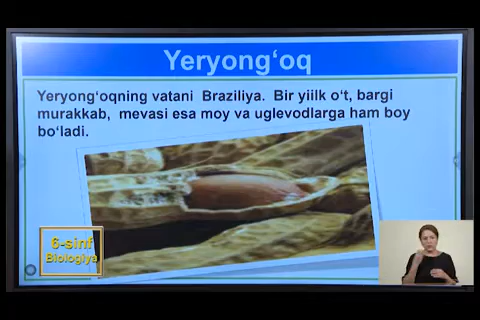 Yeryong‘oq
Yeryong‘oqning vatani Braziliya. Bir yiilk o‘t, bargi
murakkab, mevasi esa moy va uglevodlarga ham boy
bo‘ladi.
6-sinf
Biologiya